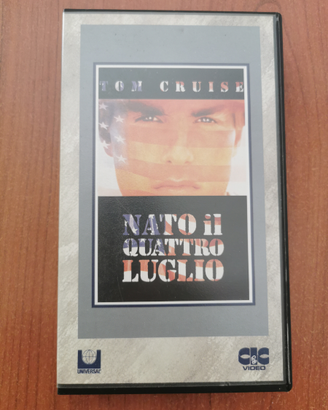 TOM CRUISE
NATO il
QUATTRO
LUGLIO
UNIVERSAL
CIC
VIDEO